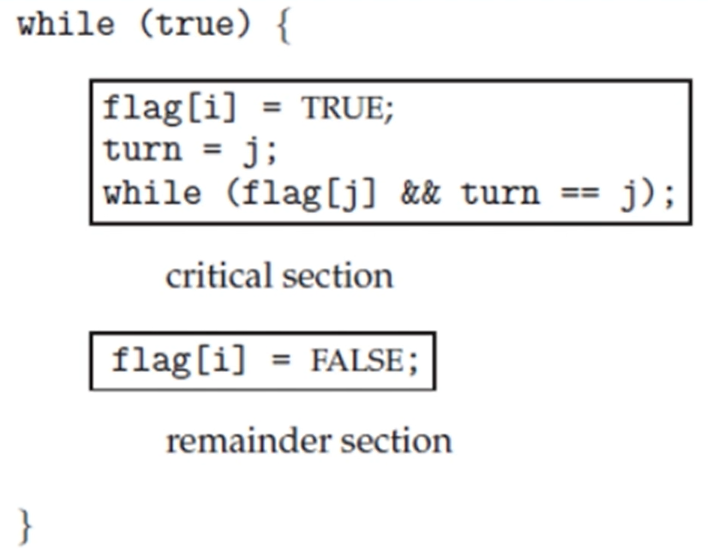 while (true) {
flag[i] = TRUE;
turn = j;
while (flag[j] && turn == j);
critical section
flag[i] = FALSE;
remainder section
}